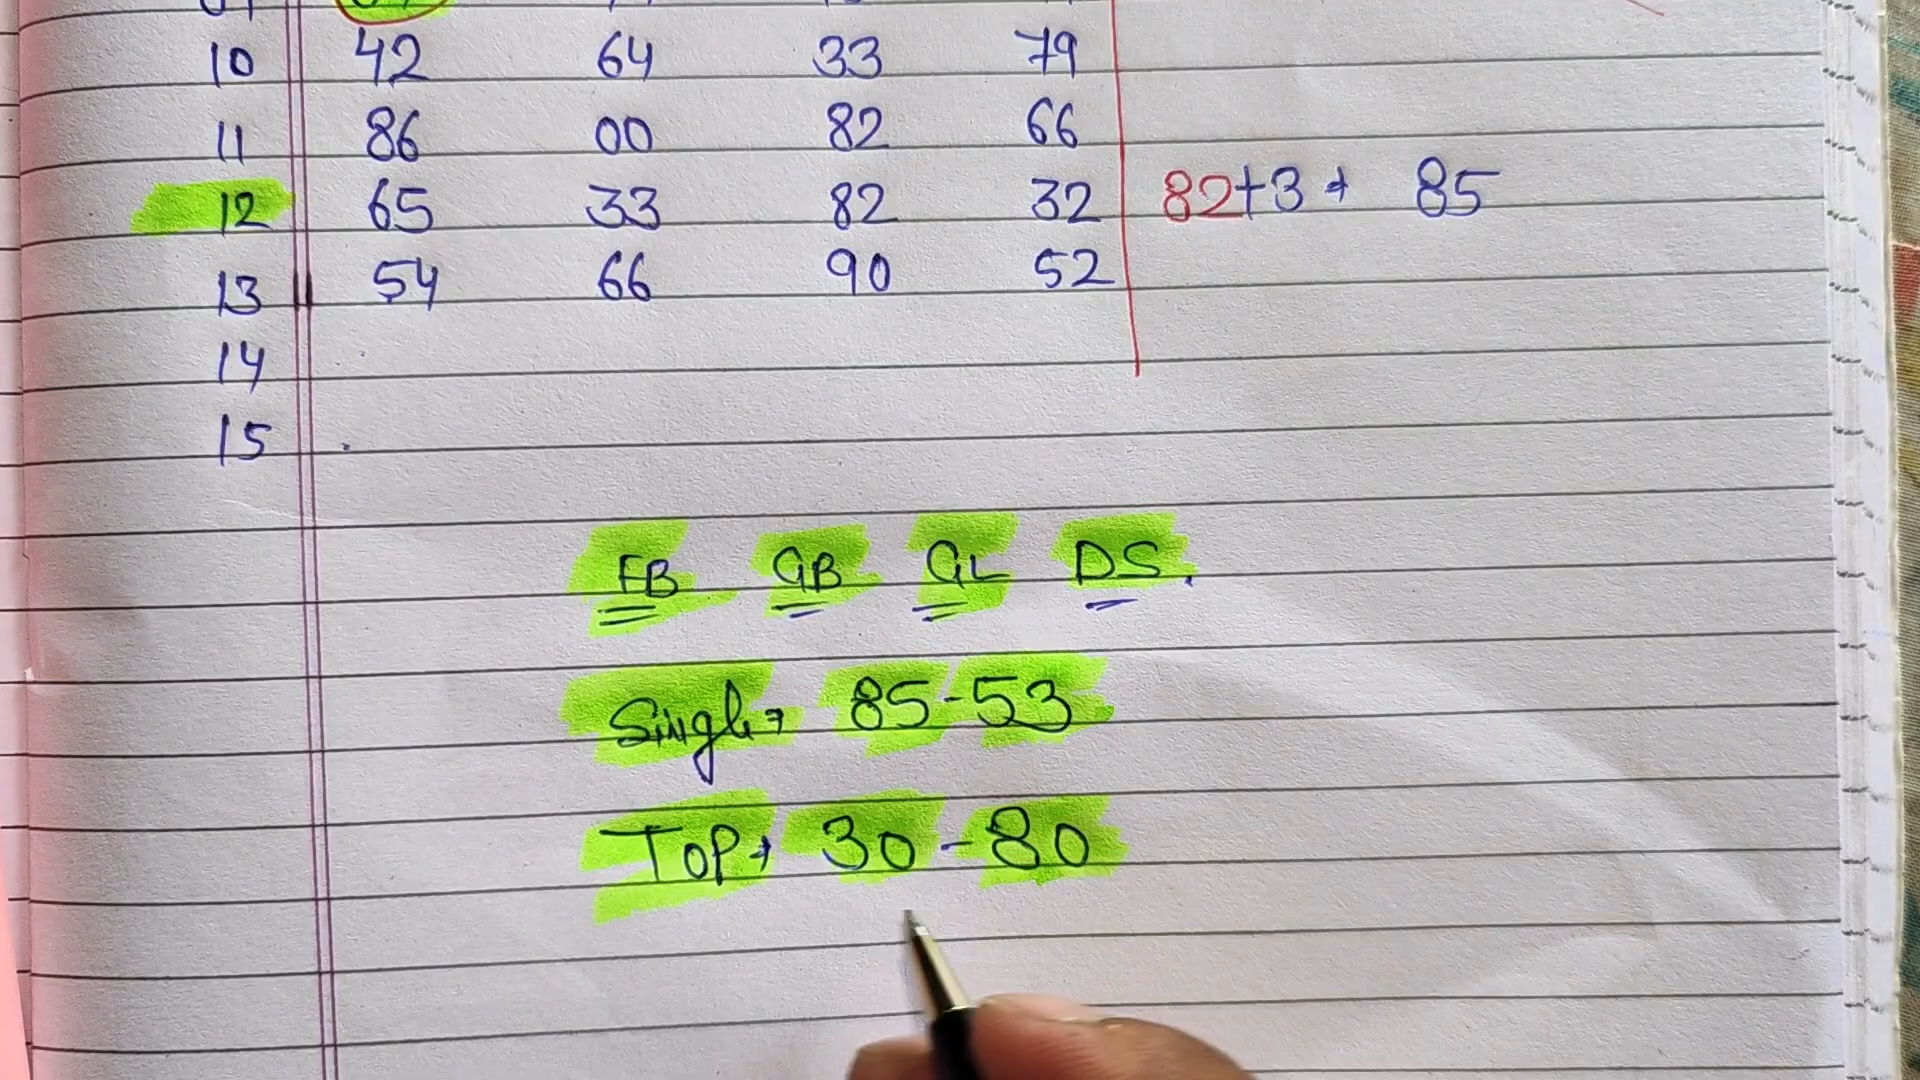 10 42 64 33 79
11 86 00 82 66
12 65 33 82 32 82+3 → 85
13 54 66 90 52
14
15
FB GB GL DS.
Single → 85-53
TOP → 30-80